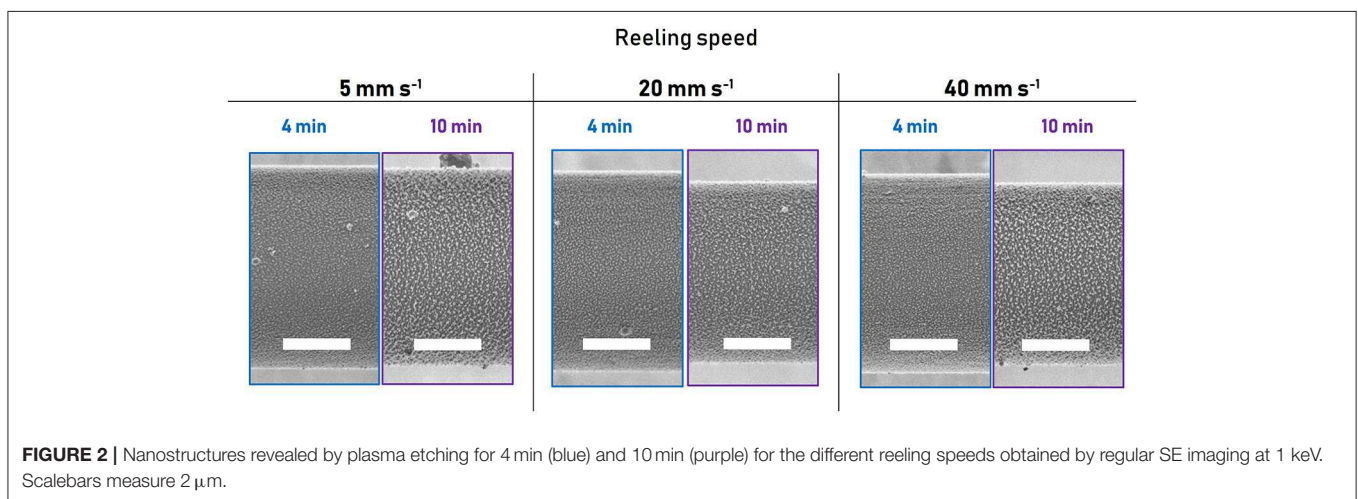 Reeling speed
5 mm s⁻¹ 20 mm s⁻¹ 40 mm s⁻¹
4 min 10 min 4 min 10 min 4 min 10 min
FIGURE 2 | Nanostructures revealed by plasma etching for 4 min (blue) and 10 min (purple) for the different reeling speeds obtained by regular SE imaging at 1 keV.
Scalebars measure 2 μm.